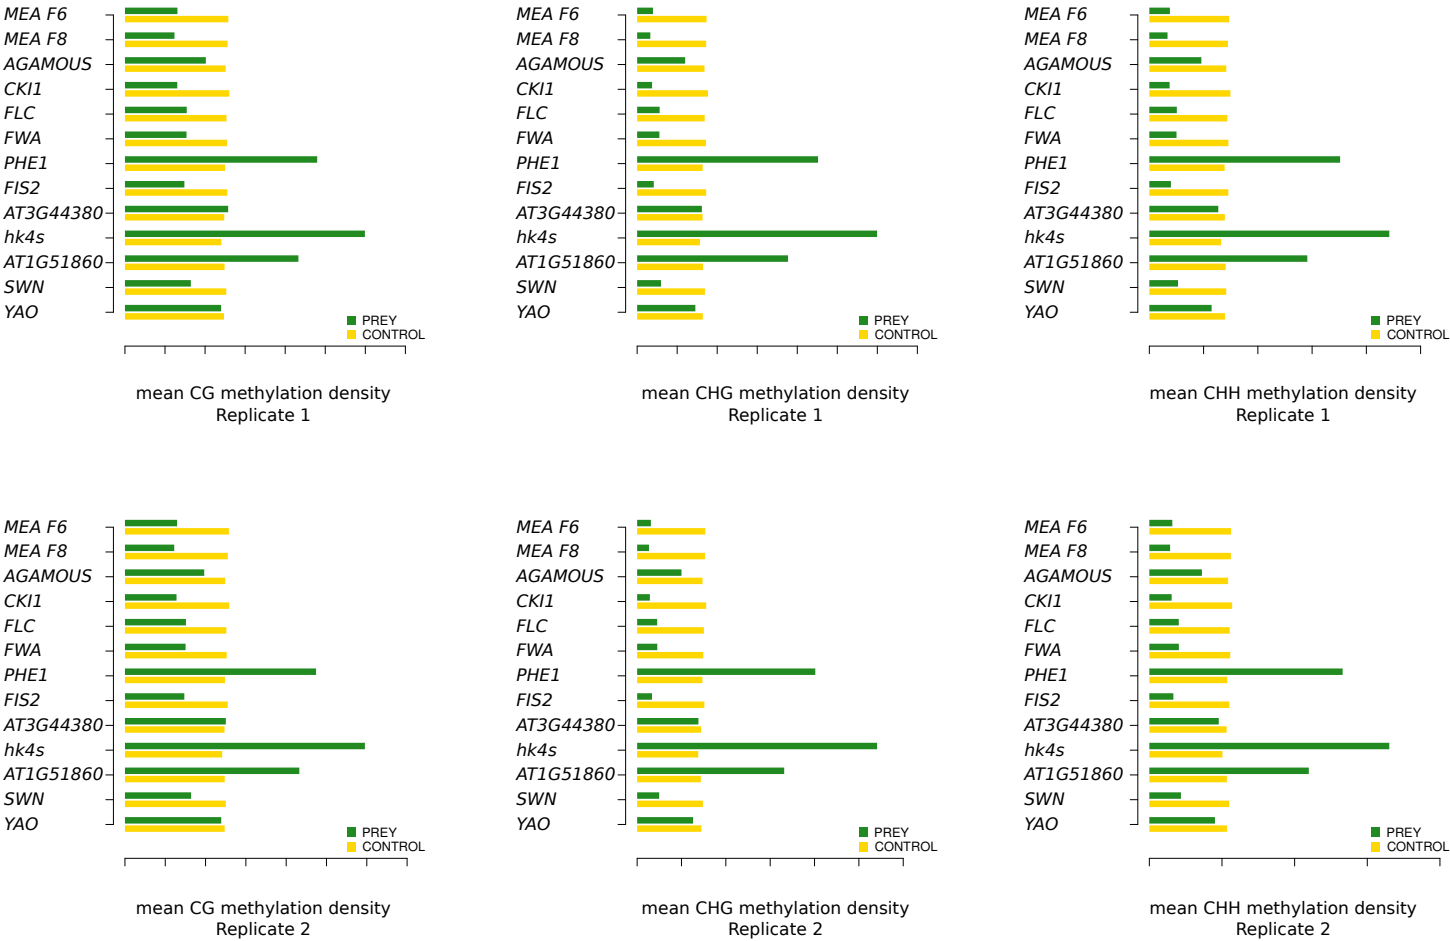 MEA F6
MEA F8
AGAMOUS
CKI1
FLC
FWA
PHE1
FIS2
AT3G44380
hk4s
AT1G51860
SWN
YAO
PREY
CONTROL
mean CG methylation density
Replicate 1
MEA F6
MEA F8
AGAMOUS
CKI1
FLC
FWA
PHE1
FIS2
AT3G44380
hk4s
AT1G51860
SWN
YAO
PREY
CONTROL
mean CHG methylation density
Replicate 1
MEA F6
MEA F8
AGAMOUS
CKI1
FLC
FWA
PHE1
FIS2
AT3G44380
hk4s
AT1G51860
SWN
YAO
PREY
CONTROL
mean CHH methylation density
Replicate 1
MEA F6
MEA F8
AGAMOUS
CKI1
FLC
FWA
PHE1
FIS2
AT3G44380
hk4s
AT1G51860
SWN
YAO
PREY
CONTROL
mean CG methylation density
Replicate 2
MEA F6
MEA F8
AGAMOUS
CKI1
FLC
FWA
PHE1
FIS2
AT3G44380
hk4s
AT1G51860
SWN
YAO
PREY
CONTROL
mean CHG methylation density
Replicate 2
MEA F6
MEA F8
AGAMOUS
CKI1
FLC
FWA
PHE1
FIS2
AT3G44380
hk4s
AT1G51860
SWN
YAO
PREY
CONTROL
mean CHH methylation density
Replicate 2